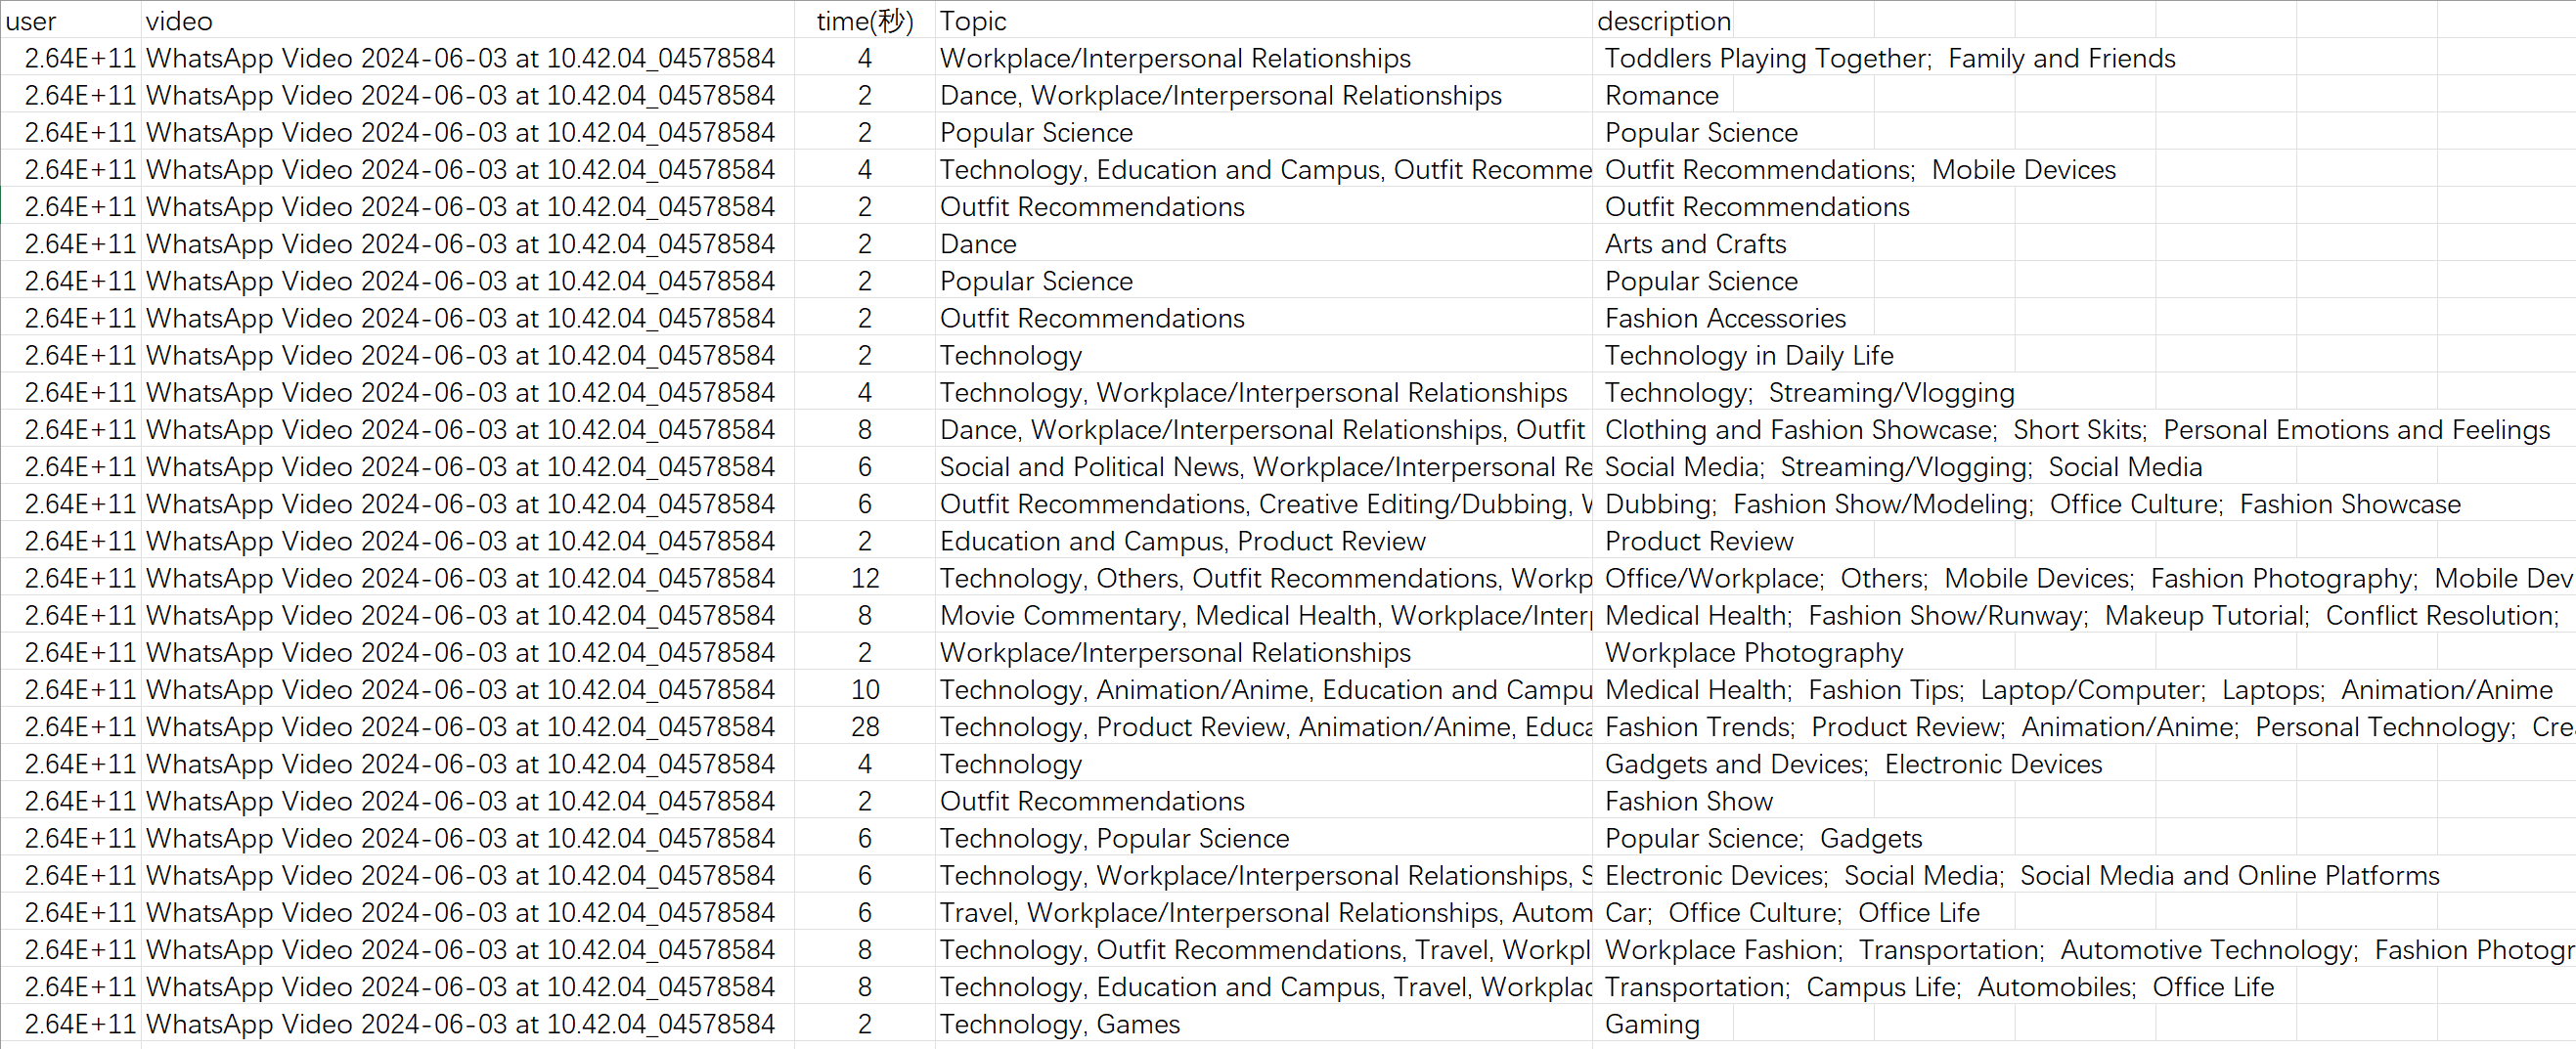 user video time(秒) Topic description
2.64E+11 WhatsApp Video 2024-06-03 at 10.42.04_04578584 4 Workplace/Interpersonal Relationships Toddlers Playing Together; Family and Friends
2.64E+11 WhatsApp Video 2024-06-03 at 10.42.04_04578584 2 Dance, Workplace/Interpersonal Relationships Romance
2.64E+11 WhatsApp Video 2024-06-03 at 10.42.04_04578584 2 Popular Science Popular Science
2.64E+11 WhatsApp Video 2024-06-03 at 10.42.04_04578584 4 Technology, Education and Campus, Outfit Recomme Outfit Recommendations; Mobile Devices
2.64E+11 WhatsApp Video 2024-06-03 at 10.42.04_04578584 2 Outfit Recommendations Outfit Recommendations
2.64E+11 WhatsApp Video 2024-06-03 at 10.42.04_04578584 2 Dance Arts and Crafts
2.64E+11 WhatsApp Video 2024-06-03 at 10.42.04_04578584 2 Popular Science Popular Science
2.64E+11 WhatsApp Video 2024-06-03 at 10.42.04_04578584 2 Outfit Recommendations Fashion Accessories
2.64E+11 WhatsApp Video 2024-06-03 at 10.42.04_04578584 2 Technology Technology in Daily Life
2.64E+11 WhatsApp Video 2024-06-03 at 10.42.04_04578584 4 Technology, Workplace/Interpersonal Relationships Technology; Streaming/Vlogging
2.64E+11 WhatsApp Video 2024-06-03 at 10.42.04_04578584 8 Dance, Workplace/Interpersonal Relationships, Outfit Clothing and Fashion Showcase; Short Skits; Personal Emotions and Feelings
2.64E+11 WhatsApp Video 2024-06-03 at 10.42.04_04578584 6 Social and Political News, Workplace/Interpersonal Re Social Media; Streaming/Vlogging; Social Media
2.64E+11 WhatsApp Video 2024-06-03 at 10.42.04_04578584 6 Outfit Recommendations, Creative Editing/Dubbing, Dubbing; Fashion Show/Modeling; Office Culture; Fashion Showcase
2.64E+11 WhatsApp Video 2024-06-03 at 10.42.04_04578584 2 Education and Campus, Product Review Product Review
2.64E+11 WhatsApp Video 2024-06-03 at 10.42.04_04578584 12 Technology, Others, Outfit Recommendations, Workp Office/Workplace; Others; Mobile Devices; Fashion Photography; Mobile Dev
2.64E+11 WhatsApp Video 2024-06-03 at 10.42.04_04578584 8 Movie Commentary, Medical Health, Workplace/Inter Medical Health; Fashion Show/Runway; Makeup Tutorial; Conflict Resolution;
2.64E+11 WhatsApp Video 2024-06-03 at 10.42.04_04578584 2 Workplace/Interpersonal Relationships Workplace Photography
2.64E+11 WhatsApp Video 2024-06-03 at 10.42.04_04578584 10 Technology, Animation/Anime, Education and Campu Medical Health; Fashion Tips; Laptop/Computer; Laptops; Animation/Anime
2.64E+11 WhatsApp Video 2024-06-03 at 10.42.04_04578584 28 Technology, Product Review, Animation/Anime, Educa Fashion Trends; Product Review; Animation/Anime; Personal Technology; Cre
2.64E+11 WhatsApp Video 2024-06-03 at 10.42.04_04578584 4 Technology Gadgets and Devices; Electronic Devices
2.64E+11 WhatsApp Video 2024-06-03 at 10.42.04_04578584 2 Outfit Recommendations Fashion Show
2.64E+11 WhatsApp Video 2024-06-03 at 10.42.04_04578584 6 Technology, Popular Science Popular Science; Gadgets
2.64E+11 WhatsApp Video 2024-06-03 at 10.42.04_04578584 6 Technology, Workplace/Interpersonal Relationships, S Electronic Devices; Social Media; Social Media and Online Platforms
2.64E+11 WhatsApp Video 2024-06-03 at 10.42.04_04578584 6 Travel, Workplace/Interpersonal Relationships, Autom Car; Office Culture; Office Life
2.64E+11 WhatsApp Video 2024-06-03 at 10.42.04_04578584 8 Technology, Outfit Recommendations, Travel, Workpl Workplace Fashion; Transportation; Automotive Technology; Fashion Photogr
2.64E+11 WhatsApp Video 2024-06-03 at 10.42.04_04578584 8 Technology, Education and Campus, Travel, Workplac Transportation; Campus Life; Automobiles; Office Life
2.64E+11 WhatsApp Video 2024-06-03 at 10.42.04_04578584 2 Technology, Games Gaming